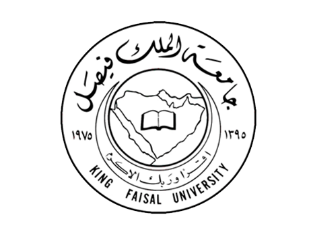 جامعة الملك فيصل
١٩٧٥
١٣٩٥
اقرأ وربك الأكرم
KING FAISAL UNIVERSITY